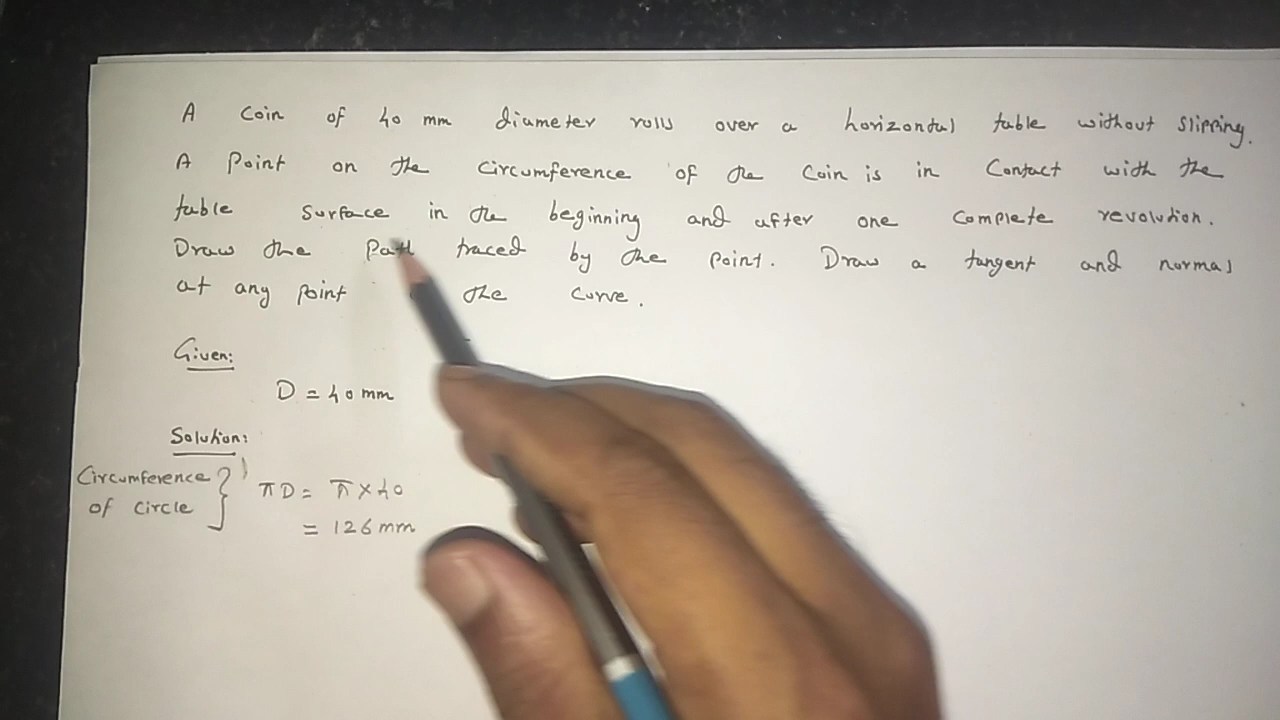 A coin of 40 mm diameter rolls over a horizontal table without slipping.
A Point on the circumference of the coin is in Contact with the
table surface in the beginning and after one complete revolution.
Draw the Path traced by the point. Draw a tangent and normal
at any point the curve.
Given:
D = 40 mm
Solution:
Circumference of circle } πD = π × 40
= 126 mm